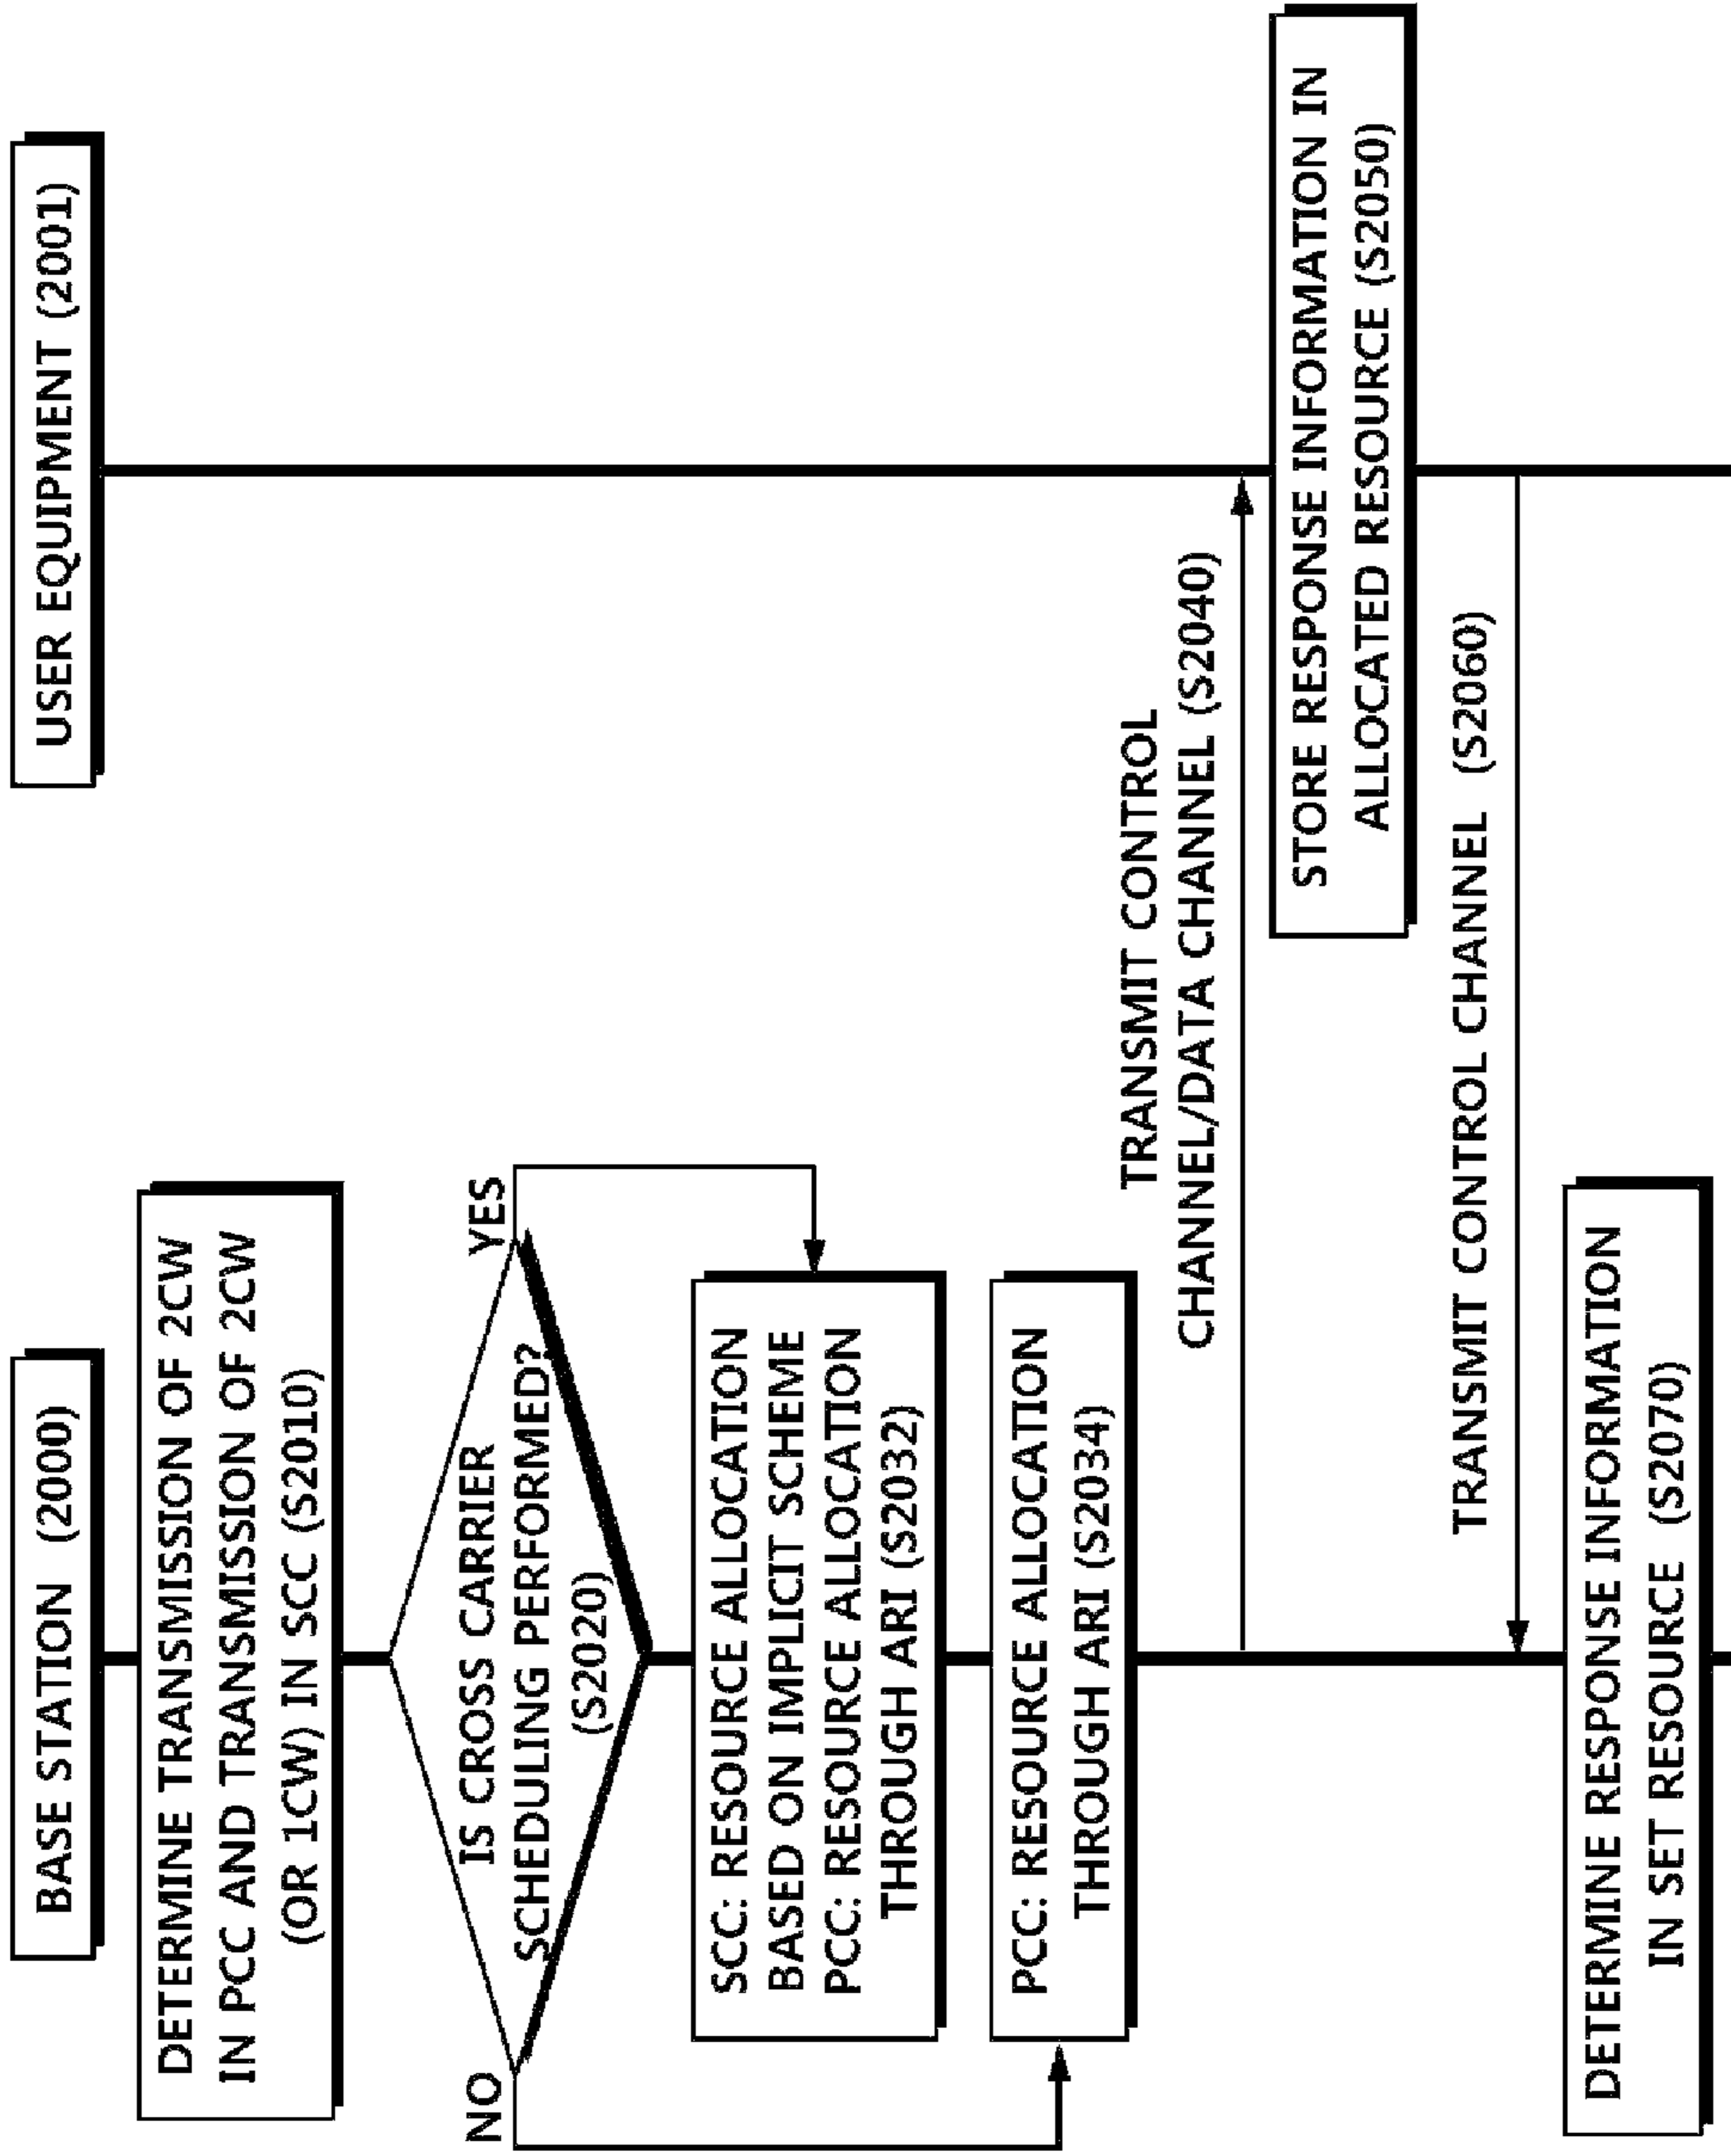 BASE STATION (2000)
USER EQUIPMENT (2001)
DETERMINE TRANSMISSION OF 2CW
IN PCC AND TRANSMISSION OF 2CW
(OR 1CW) IN SCC (S2010)
NO
YES
IS CROSS CARRIER
SCHEDULING PERFORMED?
(S2020)
SCC: RESOURCE ALLOCATION
BASED ON IMPLICIT SCHEME
PCC: RESOURCE ALLOCATION
THROUGH ARI (S2032)
PCC: RESOURCE ALLOCATION
THROUGH ARI (S2034)
TRANSMIT CONTROL
CHANNEL/DATA CHANNEL (S2040)
STORE RESPONSE INFORMATION IN
ALLOCATED RESOURCE (S2050)
TRANSMIT CONTROL CHANNEL (S2060)
DETERMINE RESPONSE INFORMATION
IN SET RESOURCE (S2070)